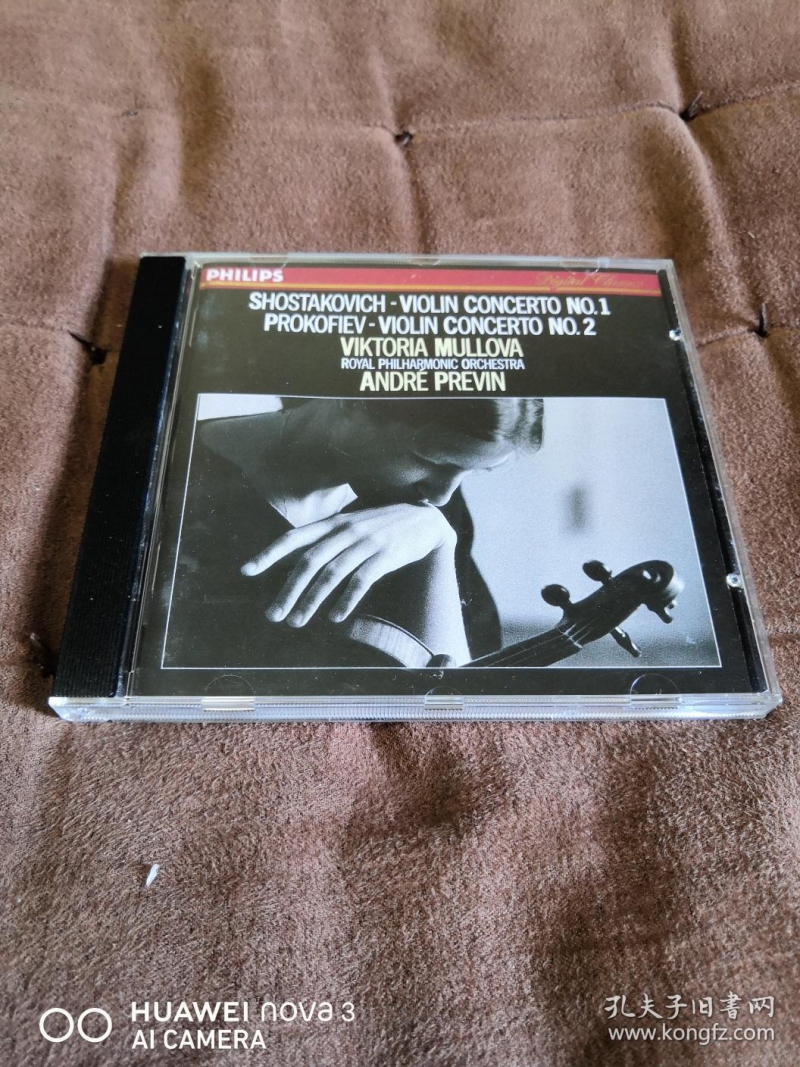 PHILIPS
Digital Classics
SHOSTAKOVICH - VIOLIN CONCERTO NO. 1
PROKOFIEV - VIOLIN CONCERTO NO. 2
VIKTORIA MULLOVA
ROYAL PHILHARMONIC ORCHESTRA
ANDRÉ PREVIN
HUAWEI nova 3
AI CAMERA
孔夫子旧书网
www.kongfz.com